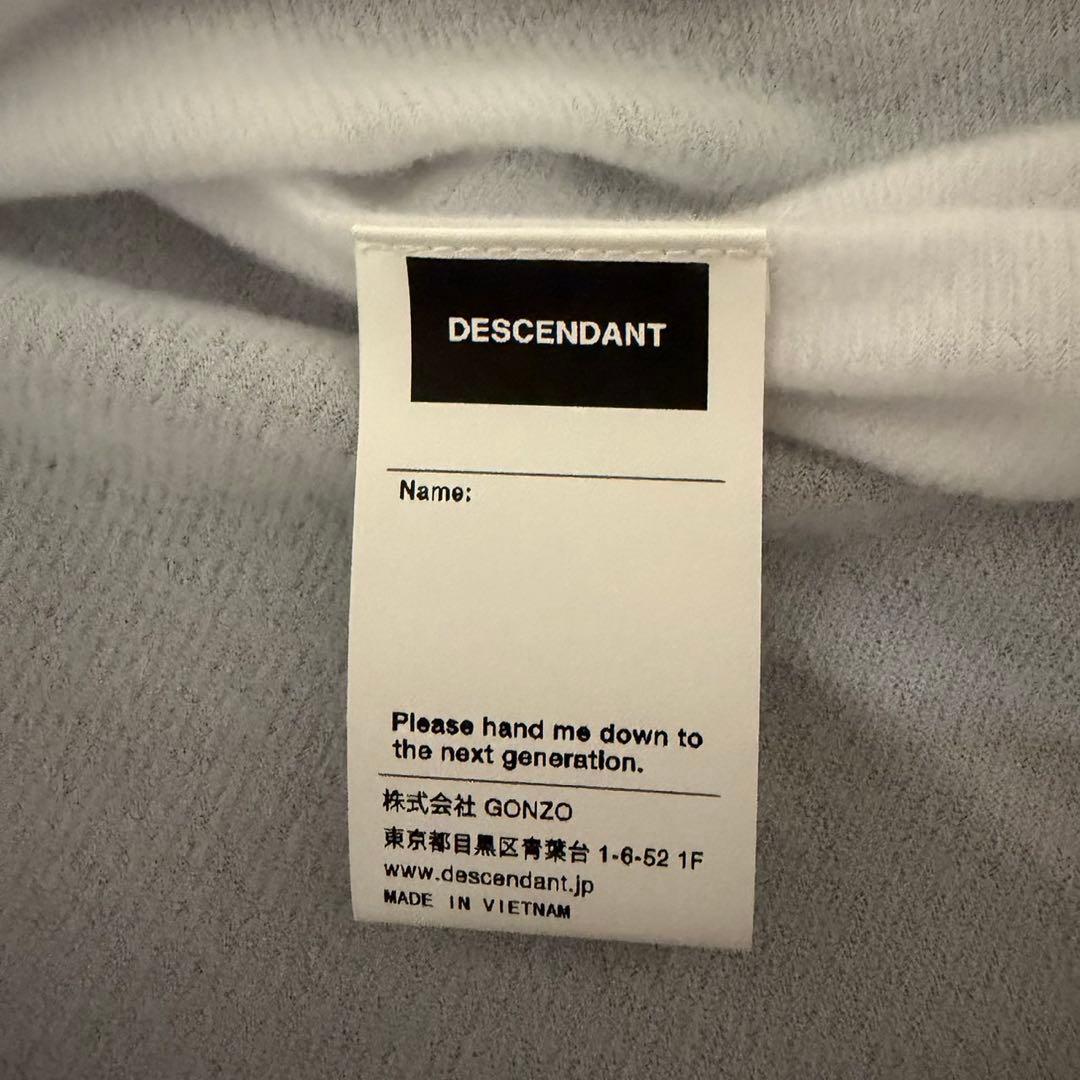 DESCENDANT
Name:
Please hand me down to
the next generation.
株式会社 GONZO
東京都目黒区青葉台 1-6-52 1F
www.descendant.jp
MADE IN VIETNAM